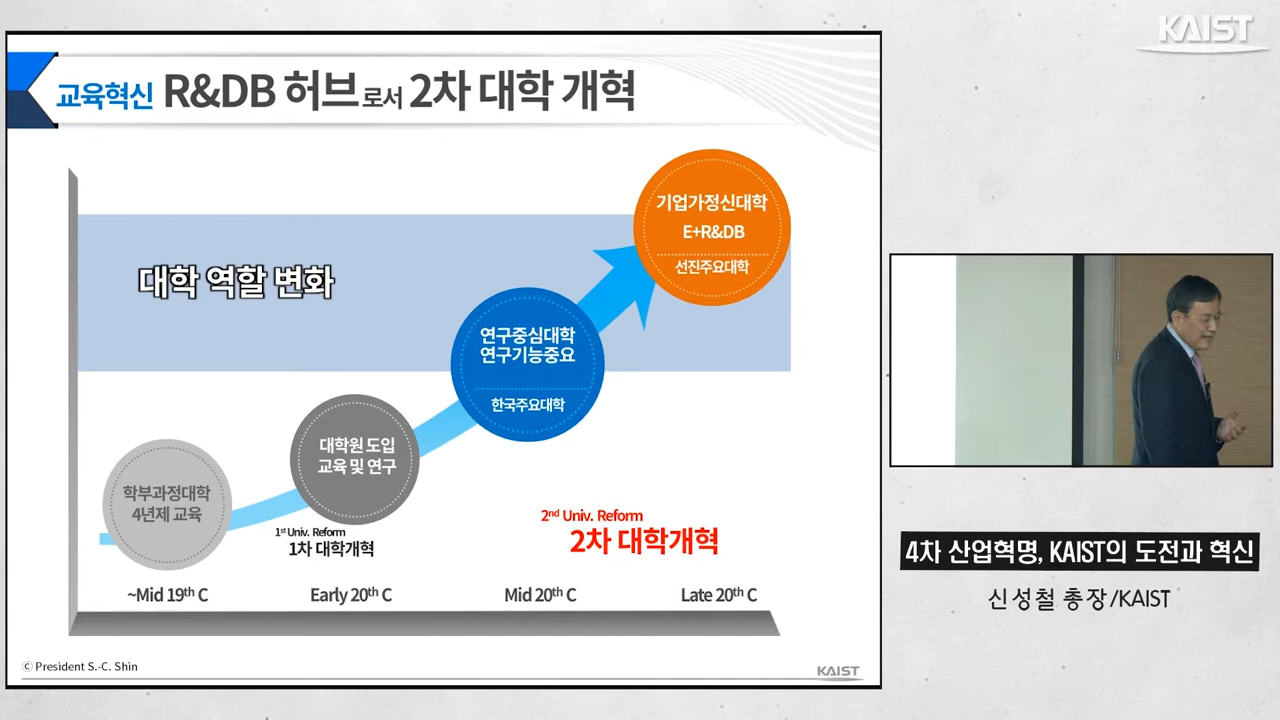 KAIST
교육혁신 R&DB 허브로서 2차 대학 개혁
대학 역할 변화
기업가정신대학
E+R&DB
선진주요대학
연구중심대학
연구기능중요
한국주요대학
대학원 도입
교육 및 연구
학부과정대학
4년제 교육
1st Univ. Reform
1차 대학개혁
2nd Univ. Reform
2차 대학개혁
~Mid 19th C
Early 20th C
Mid 20th C
Late 20th C
ⓒ President S.-C. Shin
KAIST
4차 산업혁명, KAIST의 도전과 혁신
신성철 총장/KAIST